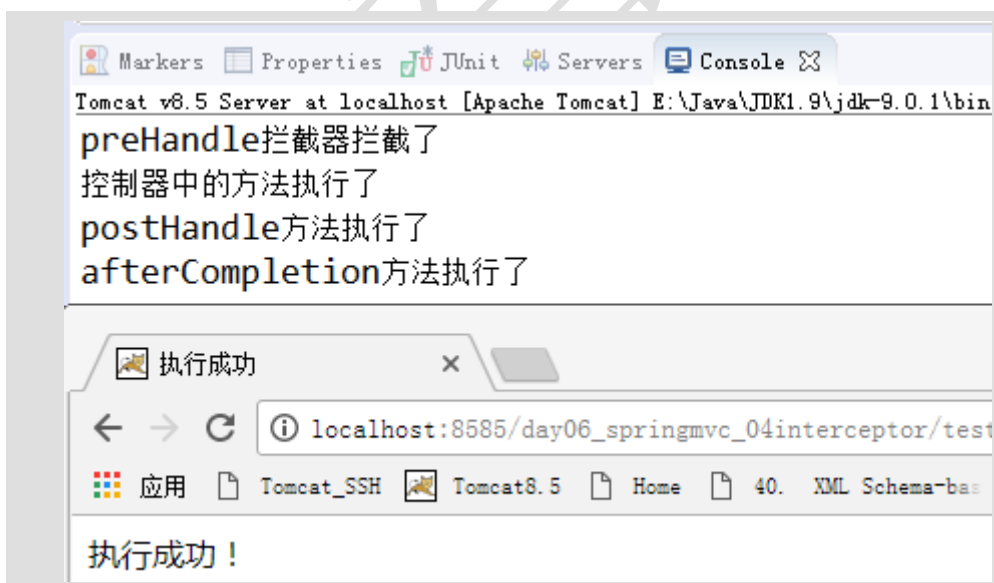 Markers Properties JUnit Servers Console
Tomcat v8.5 Server at localhost [Apache Tomcat] E:\Java\JDK1.9\jdk-9.0.1\bin
preHandle拦截器拦截了
控制器中的方法执行了
postHandle方法执行了
afterCompletion方法执行了
执行成功
localhost:8585/day06_springmvc_04interceptor/test
应用 Tomcat_SSH Tomcat8.5 Home 40. XML Schema-bas
执行成功！